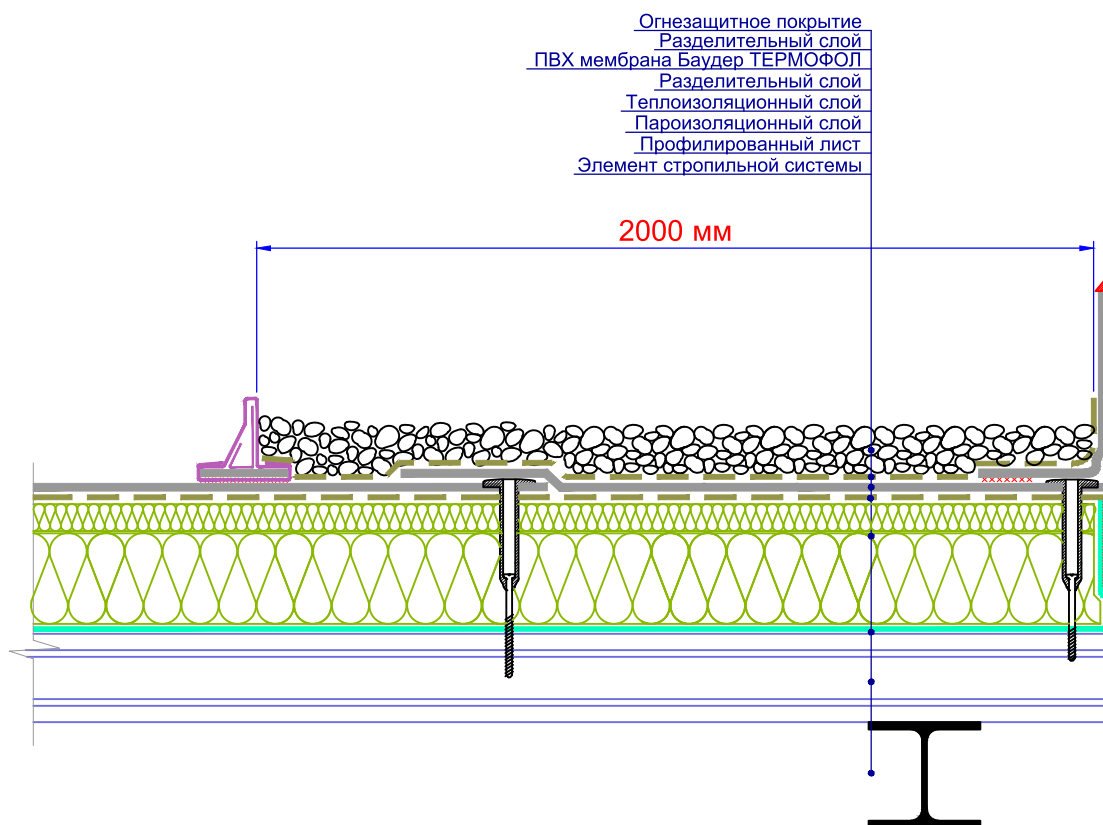 Огнезащитное покрытие
Разделительный слой
ПВХ мембрана Баудер ТЕРМОФОЛ
Разделительный слой
Теплоизоляционный слой
Пароизоляционный слой
Профилированный лист
Элемент стропильной системы
2000 мм